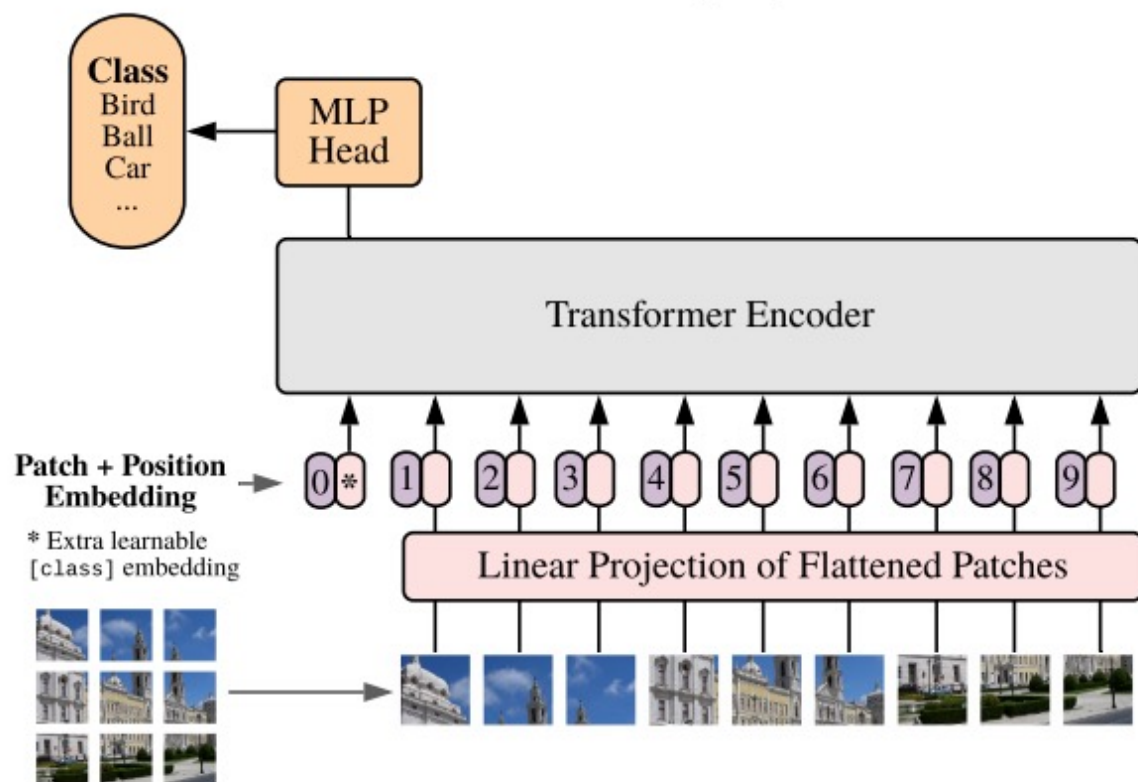 Class
Bird
Ball
Car
...
MLP
Head
Transformer Encoder
Patch + Position
Embedding
0 * 1 2 3 4 5 6 7 8 9
* Extra learnable
[class] embedding
Linear Projection of Flattened Patches